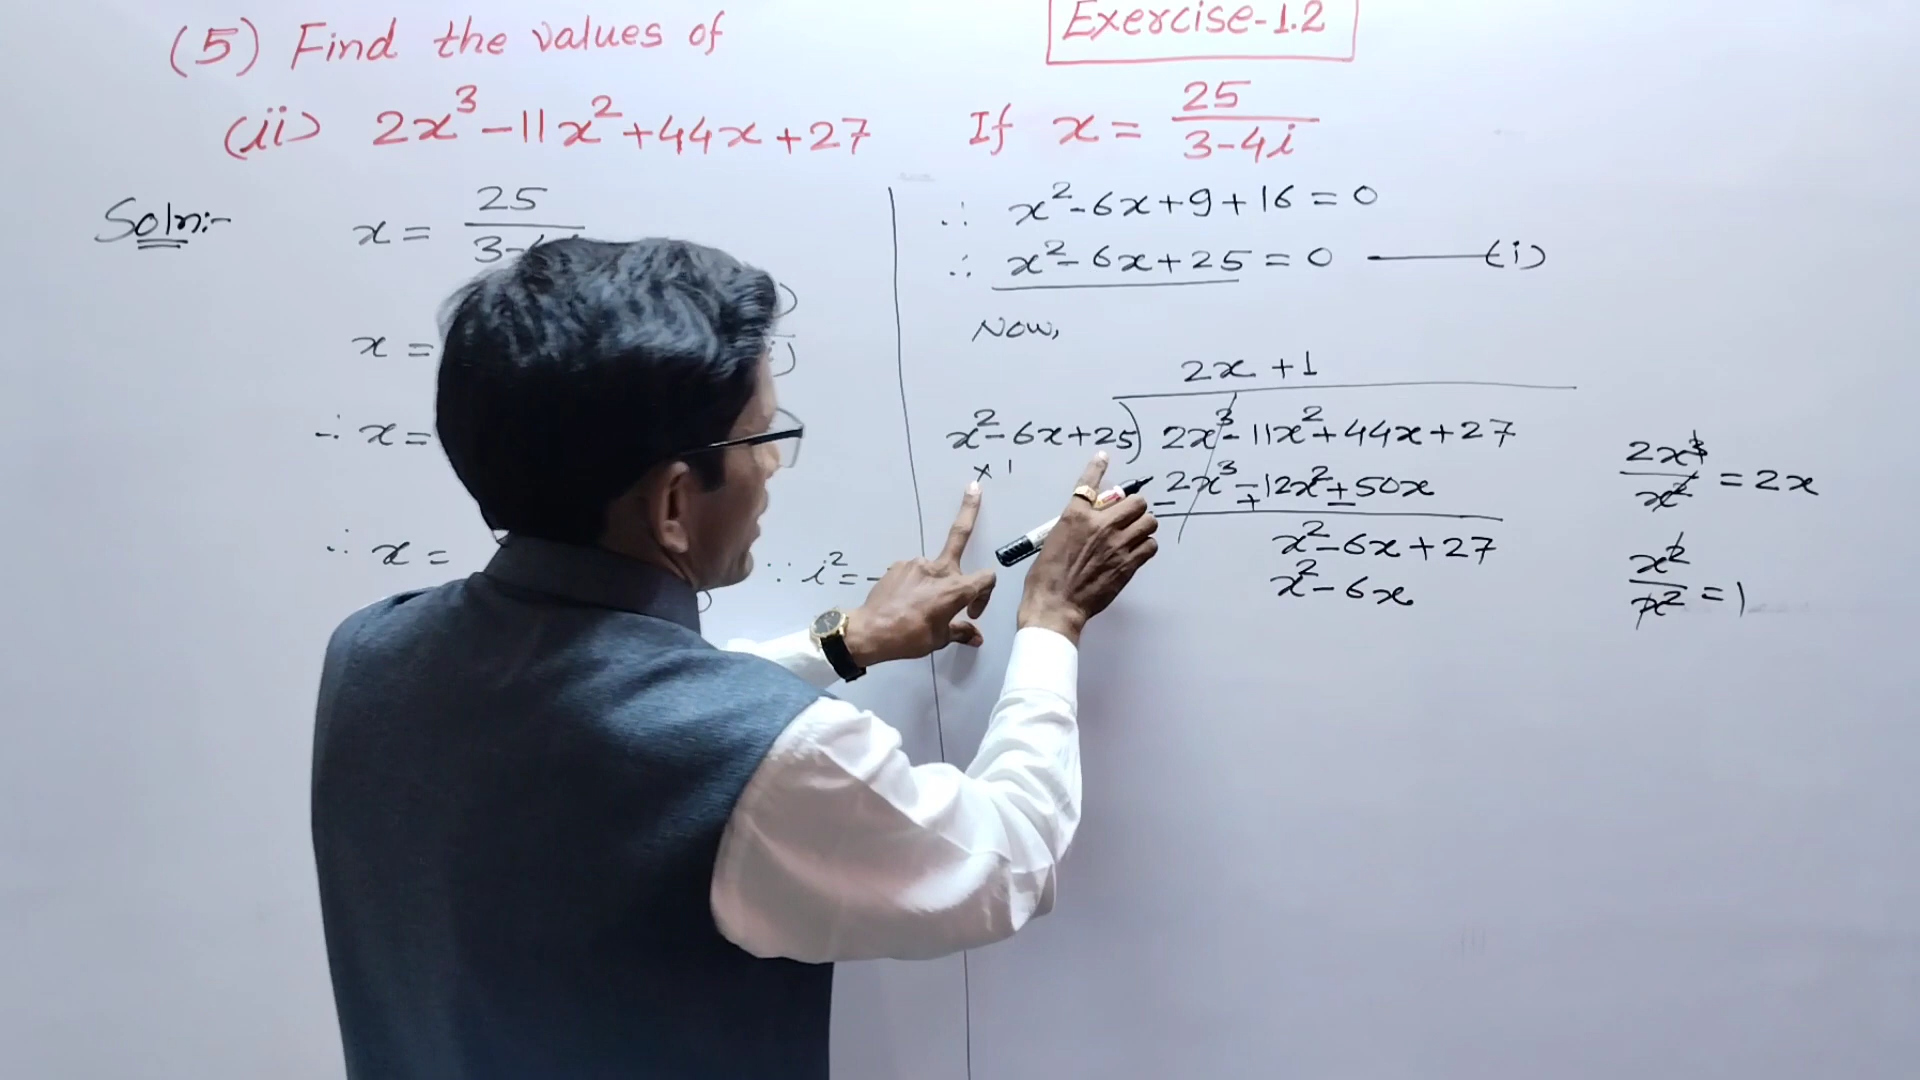 (5) Find the values of
Exercise-1.2
(ii) 2x³-11x²+44x+27 If x = 25/3-4i
Soln:-
x = 25/3-4
x =
∴ x =
∴ x =
∵ i² = -
∴ x²-6x+9+16 = 0
∴ x²-6x+25 = 0 ——(i)
Now,
2x +1
x²-6x+25) 2x³-11x²+44x+27
x 1
2x³-12x²+50x
- + -
x²-6x+27
x²-6x
2x³/x² = 2x
x²/x² = 1